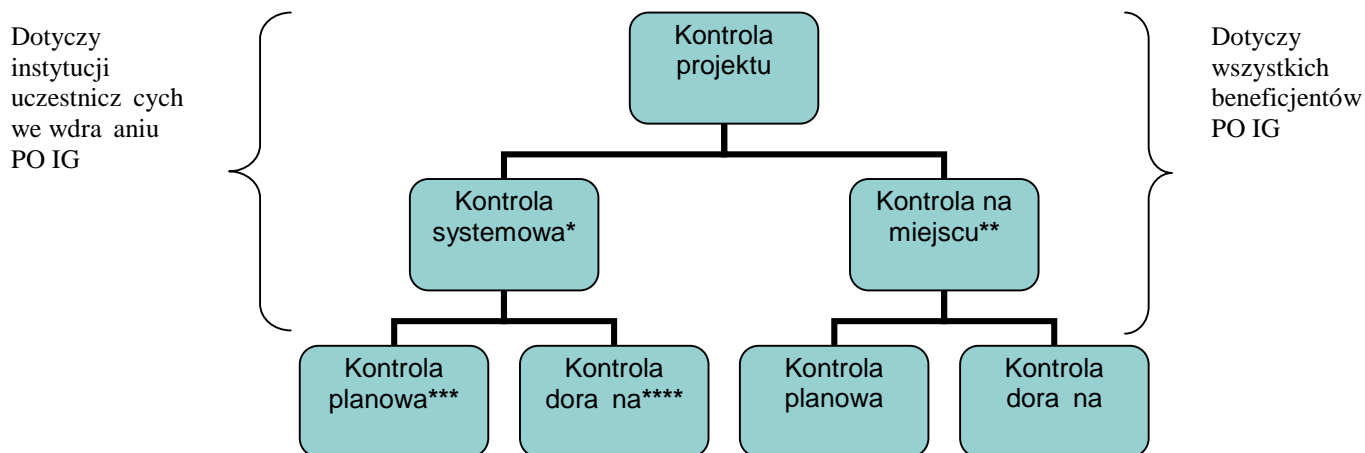 Dotyczy
instytucji
uczestnicz cych
we wdra aniu
PO IG
Kontrola
projektu
Dotyczy
wszystkich
beneficjentów
PO IG
Kontrola
systemowa*
Kontrola na
miejscu**
Kontrola
planowa***
Kontrola
dora na****
Kontrola
planowa
Kontrola
dora na